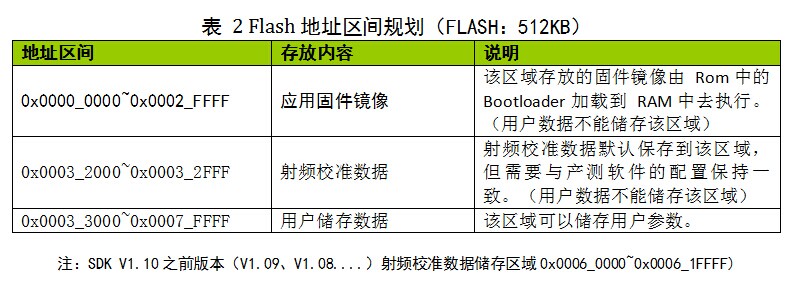 表 2 Flash 地址区间规划（FLASH：512KB）
地址区间 存放内容 说明
0x0000_0000~0x0002_FFFF 应用固件镜像 该区域存放的固件镜像由 Rom 中的
Bootloader 加载到 RAM 中去执行。
（用户数据不能储存该区域）
0x0003_2000~0x0003_2FFF 射频校准数据 射频校准数据默认保存到该区域，
但需要与产测软件的配置保持一
致。（用户数据不能储存该区域）
0x0003_3000~0x0007_FFFF 用户储存数据 该区域可以储存用户参数。
注：SDK V1.10 之前版本（V1.09、V1.08....）射频校准数据储存区域 0x0006_0000~0x0006_1FFFF)